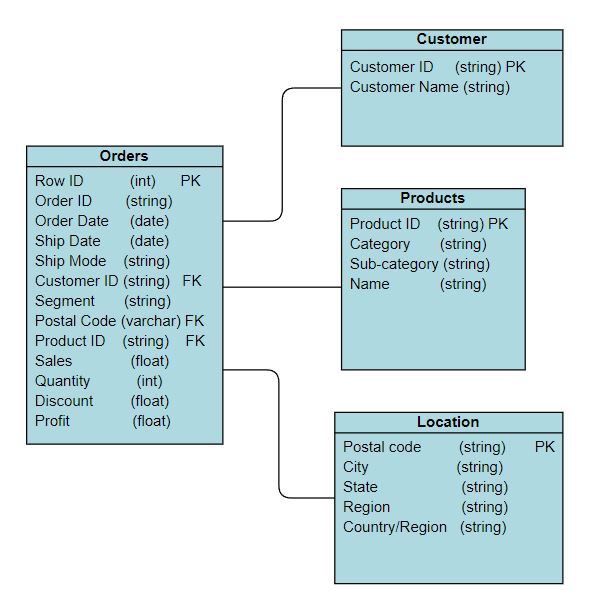 Customer
Customer ID (string) PK
Customer Name (string)
Orders
Row ID (int) PK
Order ID (string)
Order Date (date)
Ship Date (date)
Ship Mode (string)
Customer ID (string) FK
Segment (string)
Postal Code (varchar) FK
Product ID (string) FK
Sales (float)
Quantity (int)
Discount (float)
Profit (float)
Products
Product ID (string) PK
Category (string)
Sub-category (string)
Name (string)
Location
Postal code (string) PK
City (string)
State (string)
Region (string)
Country/Region (string)